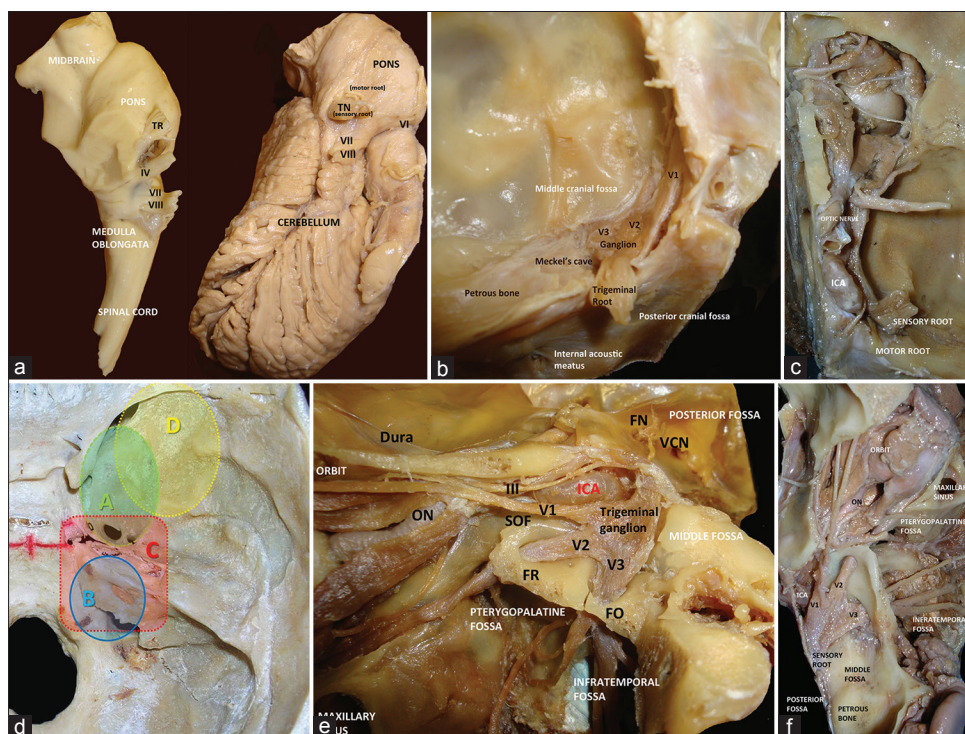 MIDBRAIN
PONS
TR
IV
VII
VIII
MEDULLA
OBLONGATA
SPINAL CORD
PONS
(motor root)
TN
(sensory root)
VI
VII
VIII
CEREBELLUM
a
V1
Middle cranial fossa
V2
V3
Ganglion
Meckel's cave
Petrous bone
Trigeminal
Root
Posterior cranial fossa
Internal acoustic
meatus
b
OPTIC NERVE
ICA
SENSORY ROOT
MOTOR ROOT
c
D
A
C
B
d
FN
POSTERIOR FOSSA
VCN
Dura
ORBIT
III
ICA
V1
ON
SOF
Trigeminal
ganglion
V2
MIDDLE FOSSA
FR
V3
FO
PTERYGOPALATINE
FOSSA
INFRATEMPORAL
FOSSA
MAXILLARY
US
e
ORBIT
ON
MAXILLARY
SINUS
PTERYGOPALATINE
FOSSA
V2
ICA
V1
V3
INFRATEMPORAL
FOSSA
SENSORY
ROOT
MIDDLE
FOSSA
POSTERIOR
FOSSA
PETROUS
BONE
f